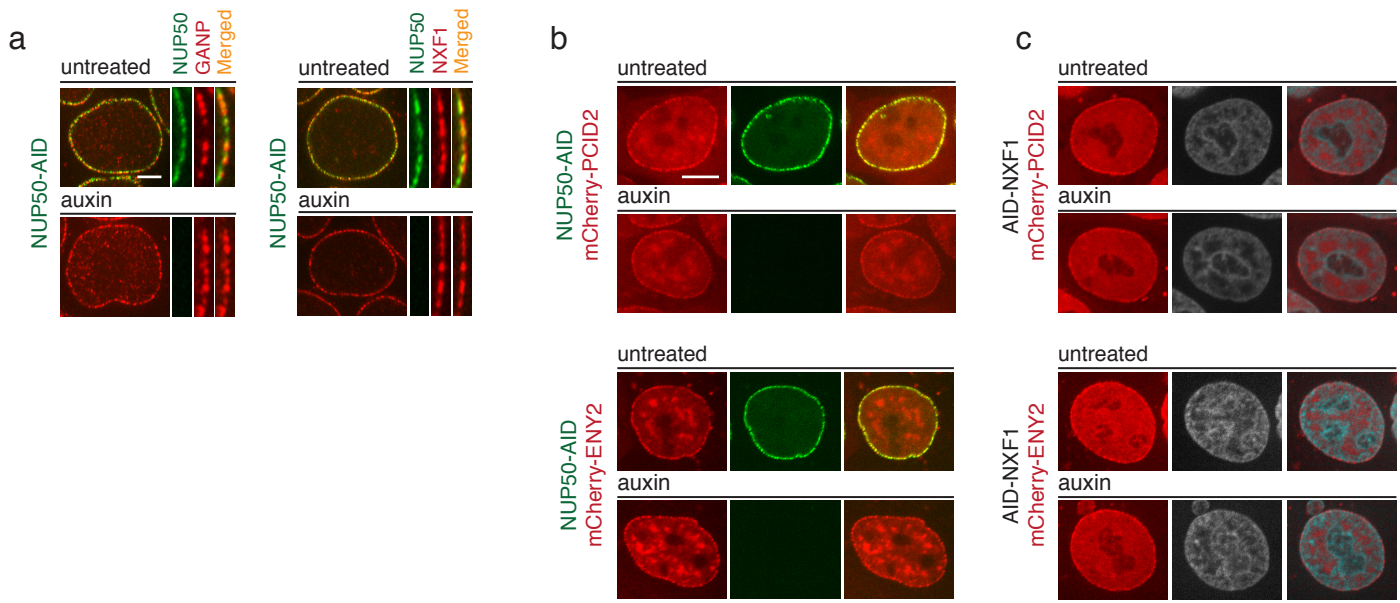 a
NUP50-AID
untreated
NUP50
GANP
Merged
auxin
NUP50-AID
untreated
NUP50
NXF1
Merged
auxin
b
NUP50-AID
mCherry-PCID2
untreated
auxin
NUP50-AID
mCherry-ENY2
untreated
auxin
c
AID-NXF1
mCherry-PCID2
untreated
auxin
AID-NXF1
mCherry-ENY2
untreated
auxin